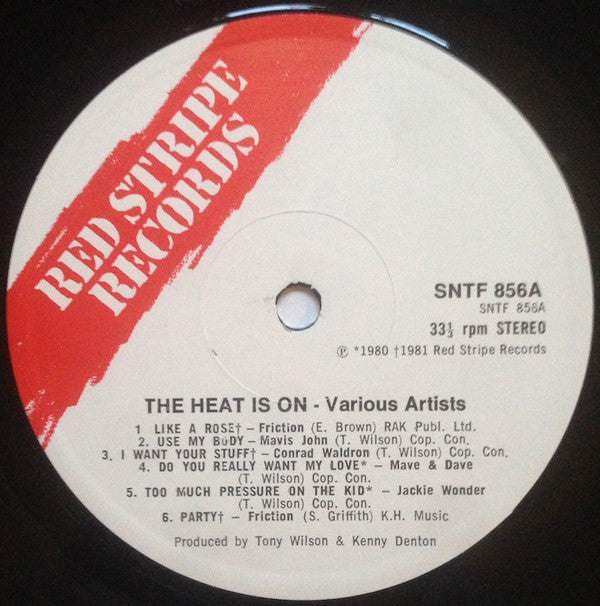 RED STRIPE
RECORDS
SNTF 856A
SNTF 856A
33⅓ rpm STEREO
℗ *1980 †1981 Red Stripe Records
THE HEAT IS ON - Various Artists
1 LIKE A ROSE† – Friction (E. Brown) RAK Publ. Ltd.
2. USE MY BODY – Mavis John (T. Wilson) Cop. Con.
3. I WANT YOUR STUFF† – Conrad Waldron (T. Wilson) Cop. Con.
4. DO YOU REALLY WANT MY LOVE* – Mave & Dave
(T. Wilson) Cop. Con.
5. TOO MUCH PRESSURE ON THE KID* – Jackie Wonder
(T. Wilson) Cop. Con.
6. PARTY† – Friction (S. Griffith) K.H. Music
Produced by Tony Wilson & Kenny Denton